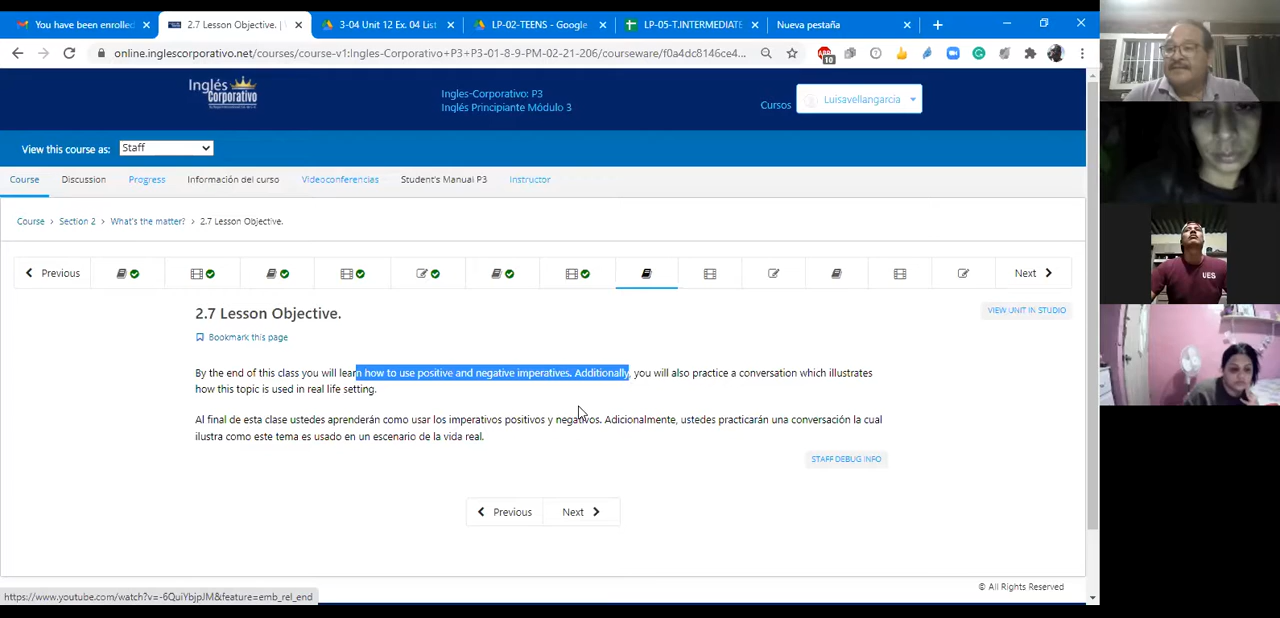 You have been enrolled
2.7 Lesson Objective. |
3-04 Unit 12 Ex. 04 List
LP-02-TEENS - Google
LP-05-T.INTERMEDIATE
Nueva pestaña
online.inglescorporativo.net/courses/course-v1:Ingles-Corporativo+P3+P3-01-8-9-PM-02-21-206/courseware/f0a4dc8146ce4...
10
Inglés
Corporativo
Ingles-Corporativo: P3
Inglés Principiante Módulo 3
Cursos
Luisavellangarcia
View this course as:
Staff
Course
Discussion
Progress
Información del curso
Videoconferencias
Student's Manual P3
Instructor
Course > Section 2 > What's the matter? > 2.7 Lesson Objective.
Previous
Next
2.7 Lesson Objective.
VIEW UNIT IN STUDIO
Bookmark this page
By the end of this class you will learn how to use positive and negative imperatives. Additionally, you will also practice a conversation which illustrates
how this topic is used in real life setting.
Al final de esta clase ustedes aprenderán como usar los imperativos positivos y negativos. Adicionalmente, ustedes practicarán una conversación la cual
ilustra como este tema es usado en un escenario de la vida real.
STAFF DEBUG INFO
Previous
Next
© All Rights Reserved
https://www.youtube.com/watch?v=-6QuiYbjpJM&feature=emb_rel_end
UES